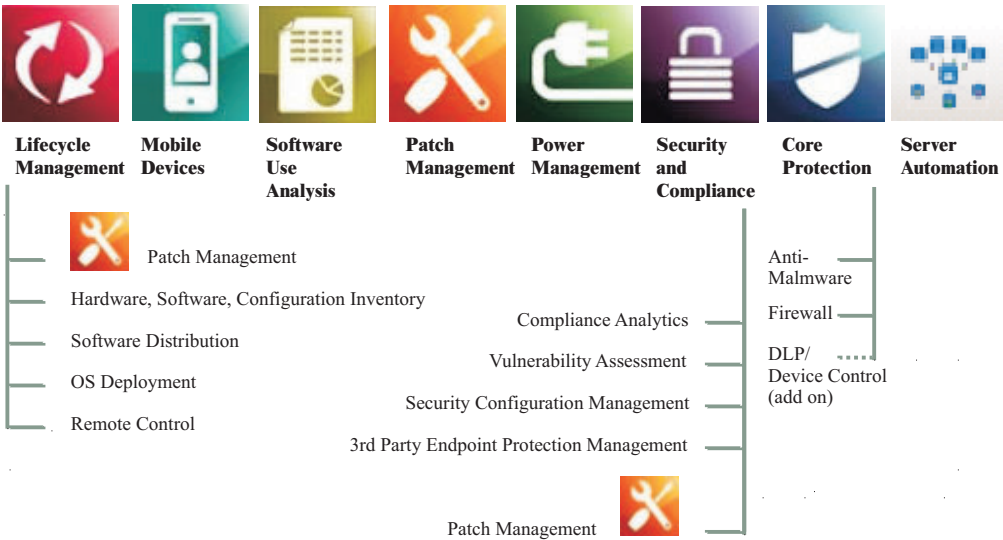 Lifecycle Management
Mobile Devices
Software Use Analysis
Patch Management
Power Management
Security and Compliance
Core Protection
Server Automation
Patch Management
Hardware, Software, Configuration Inventory
Software Distribution
OS Deployment
Remote Control
Compliance Analytics
Vulnerability Assessment
Security Configuration Management
3rd Party Endpoint Protection Management
Patch Management
Anti-
Malmware
Firewall
DLP/
Device Control
(add on)